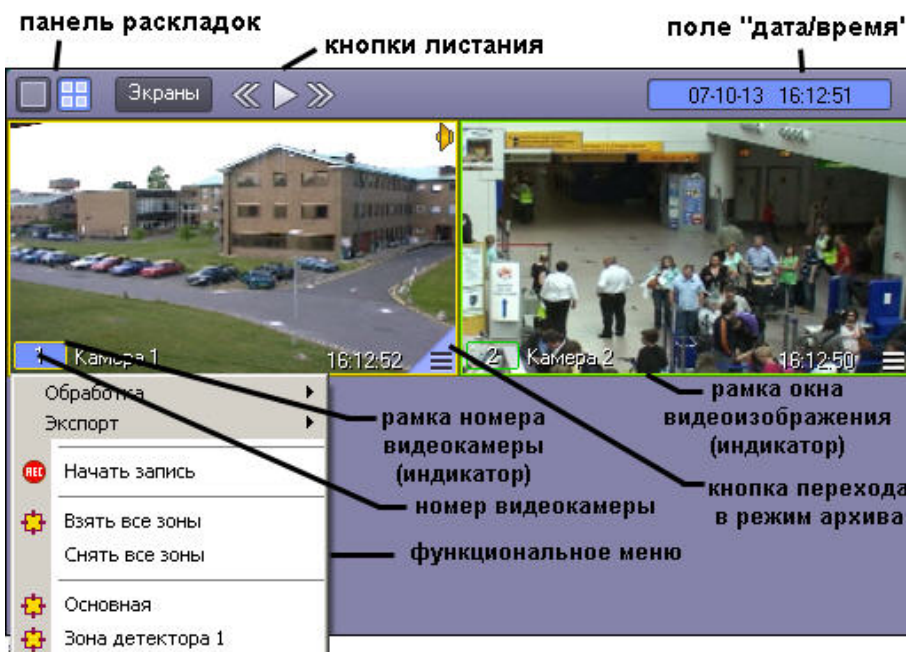 панель раскладок
кнопки листания
поле "дата/время"
Экраны
07-10-13 16:12:51
1 Камера 1 16:12:52
2 Камера 2 16:12:50
Обработка
Экспорт
REC Начать запись
Взять все зоны
Снять все зоны
Основная
Зона детектора 1
рамка номера
видеокамеры
(индикатор)
номер видеокамеры
функциональное меню
рамка окна
видеоизображения
(индикатор)
кнопка перехода
в режим архива